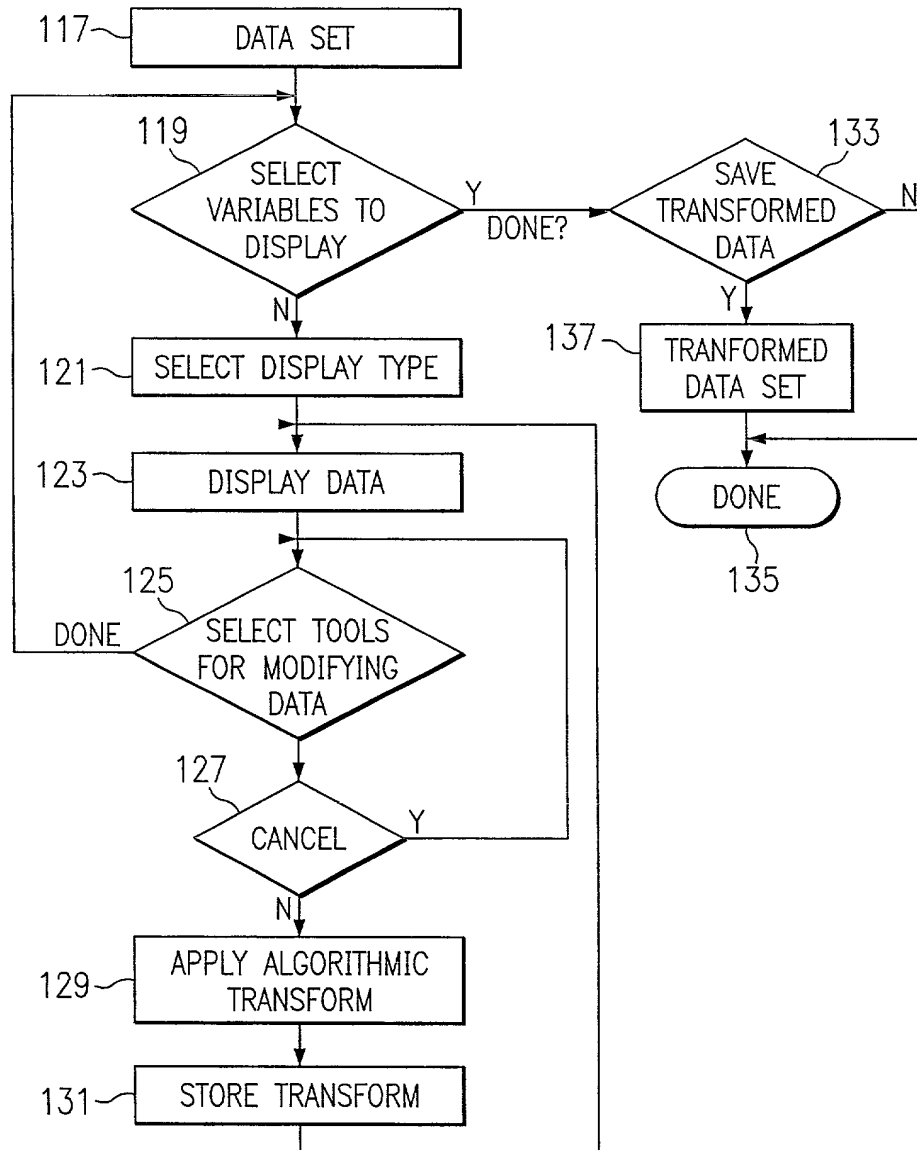 117
DATA SET
119
SELECT
VARIABLES TO
DISPLAY
Y
DONE?
133
SAVE
TRANSFORMED
DATA
N
N
Y
121
SELECT DISPLAY TYPE
137
TRANFORMED
DATA SET
123
DISPLAY DATA
DONE
135
125
DONE
SELECT TOOLS
FOR MODIFYING
DATA
127
CANCEL
Y
N
129
APPLY ALGORITHMIC
TRANSFORM
131
STORE TRANSFORM